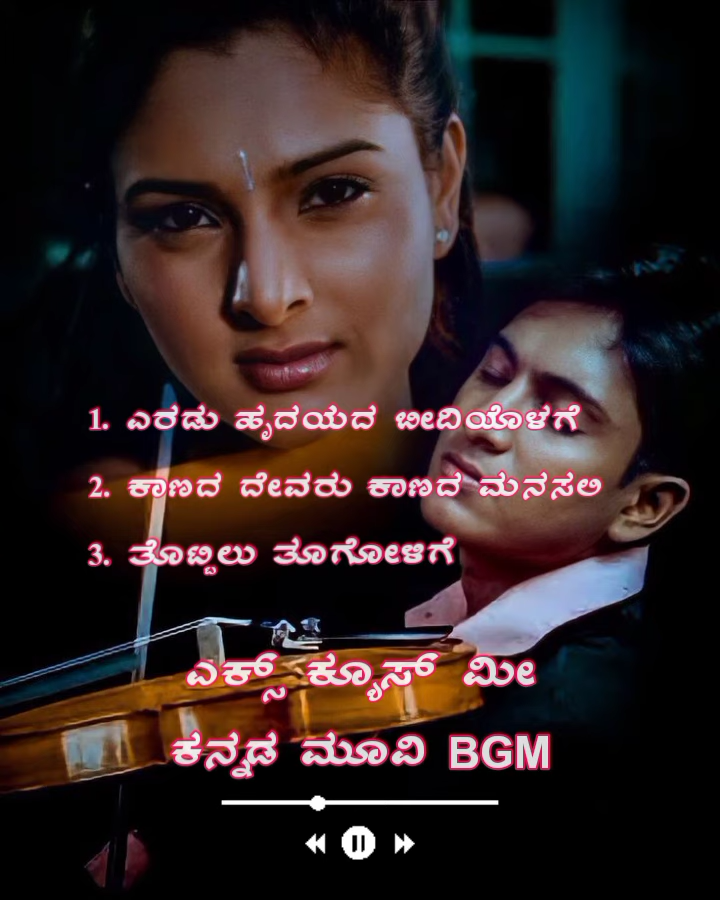 1. ಎರಡು ಹೃದಯದ ಬೀದಿಯೊಳಗೆ
2. ಕಾಣದ ದೇವರು ಕಾಣದ ಮನಸಲಿ
3. ತೊಟ್ಟಿಲು ತೂಗೋಳಿಗೆ
ಎಕ್ಸ್ ಕ್ಯೂಸ್ ಮೀ
ಕನ್ನಡ ಮೂವಿ BGM